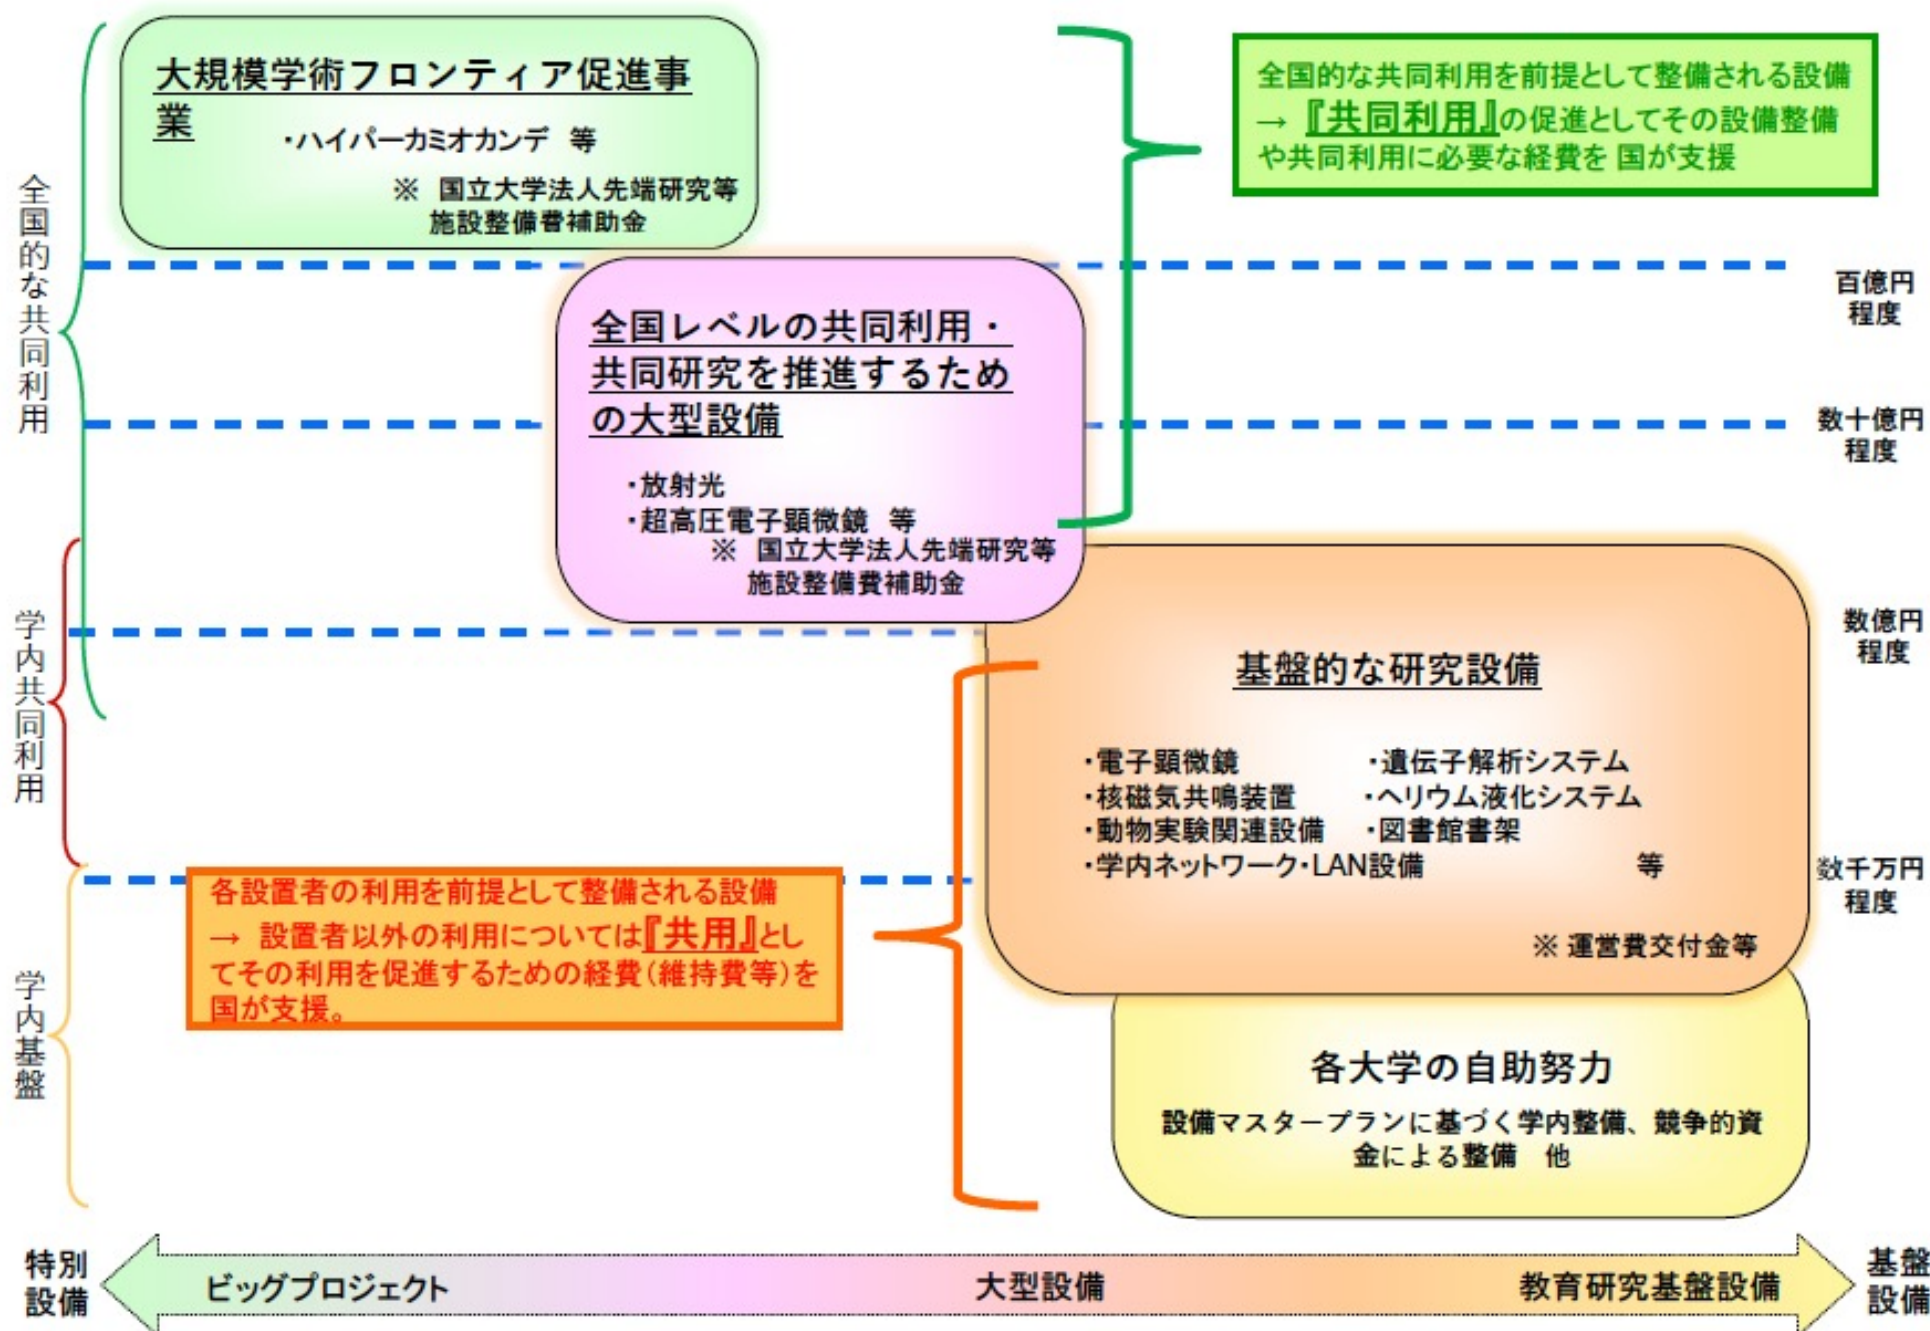 大規模学術フロンティア促進事
業
・ハイパーカミオカンデ 等
※ 国立大学法人先端研究等
施設整備費補助金
全国的な共同利用を前提として整備される設備
→ 『共同利用』の促進としてその設備整備
や共同利用に必要な経費を 国が支援
全国的な共同利用
百億円
程度
全国レベルの共同利用・
共同研究を推進するため
の大型設備
・放射光
・超高圧電子顕微鏡 等
※ 国立大学法人先端研究等
施設整備費補助金
数十億円
程度
学内共同利用
数億円
程度
基盤的な研究設備
・電子顕微鏡 ・遺伝子解析システム
・核磁気共鳴装置 ・ヘリウム液化システム
・動物実験関連設備 ・図書館書架
・学内ネットワーク・LAN設備 等
※ 運営費交付金等
数千万円
程度
各設置者の利用を前提として整備される設備
→ 設置者以外の利用については『共用』とし
てその利用を促進するための経費(維持費等)を
国が支援。
学内基盤
各大学の自助努力
設備マスタープランに基づく学内整備、競争的資
金による整備 他
特別
設備
ビッグプロジェクト 大型設備 教育研究基盤設備
基盤
設備